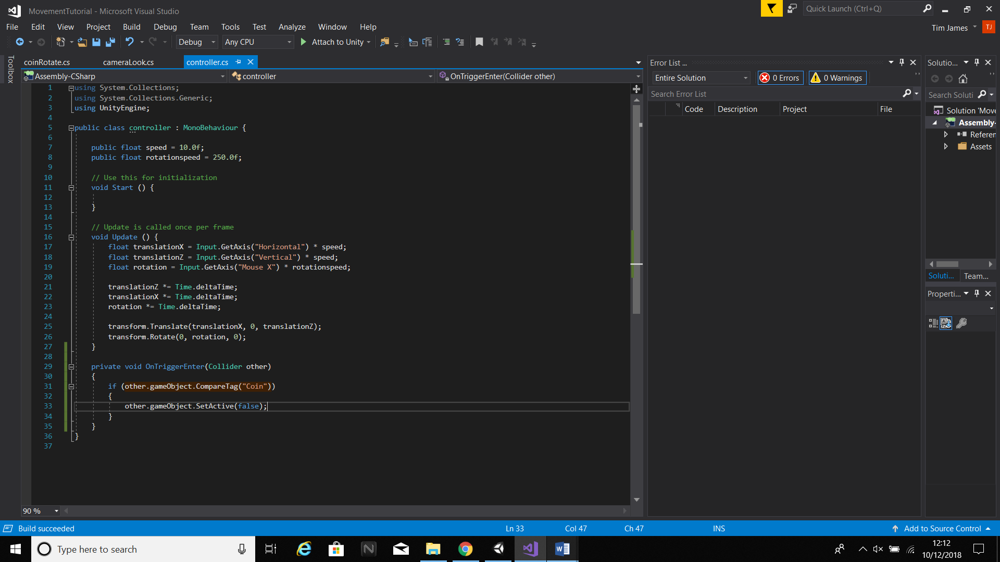 MovementTutorial - Microsoft Visual Studio
Quick Launch (Ctrl+Q)
File Edit View Project Build Debug Team Tools Test Analyze Window Help
Tim James TJ
Debug Any CPU Attach to Unity
Toolbox
coinRotate.cs cameraLook.cs controller.cs
Assembly-CSharp controller OnTriggerEnter(Collider other)
1 using System.Collections;
2 using System.Collections.Generic;
3 using UnityEngine;
4
5 public class controller : MonoBehaviour {
6
7 public float speed = 10.0f;
8 public float rotationspeed = 250.0f;
9
10 // Use this for initialization
11 void Start () {
12
13 }
14
15 // Update is called once per frame
16 void Update () {
17 float translationX = Input.GetAxis("Horizontal") * speed;
18 float translationZ = Input.GetAxis("Vertical") * speed;
19 float rotation = Input.GetAxis("Mouse X") * rotationspeed;
20
21 translationZ *= Time.deltaTime;
22 translationX *= Time.deltaTime;
23 rotation *= Time.deltaTime;
24
25 transform.Translate(translationX, 0, translationZ);
26 transform.Rotate(0, rotation, 0);
27 }
28
29 private void OnTriggerEnter(Collider other)
30 {
31 if (other.gameObject.CompareTag("Coin"))
32 {
33 other.gameObject.SetActive(false);
34 }
35 }
36 }
37
90 %
Error List ...
Entire Solution 0 Errors 0 Warnings
Search Error List
Code Description Project File
Solutio...
Search Soluti
Solution 'Move
Assembly-
Referen
Assets
Soluti... Team...
Properti...
Build succeeded Ln 33 Col 47 Ch 47 INS Add to Source Control
Type here to search
12:12
10/12/2018